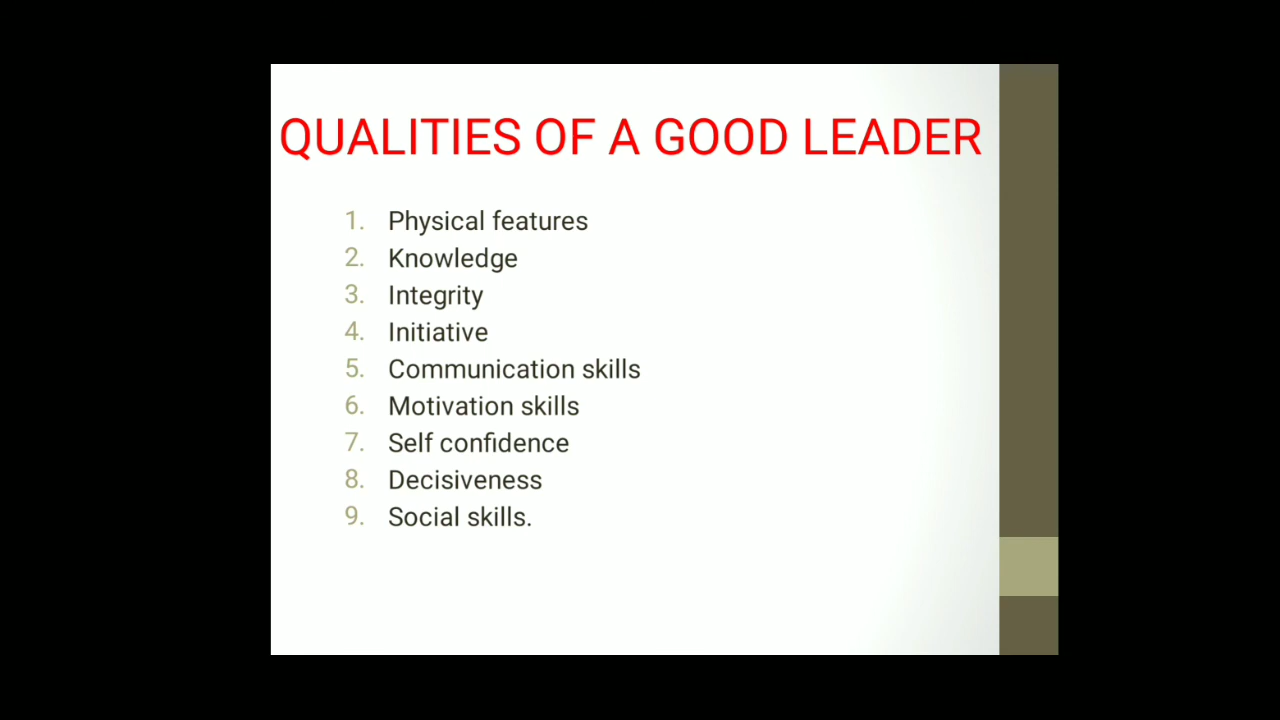 QUALITIES OF A GOOD LEADER
1. Physical features
2. Knowledge
3. Integrity
4. Initiative
5. Communication skills
6. Motivation skills
7. Self confidence
8. Decisiveness
9. Social skills.